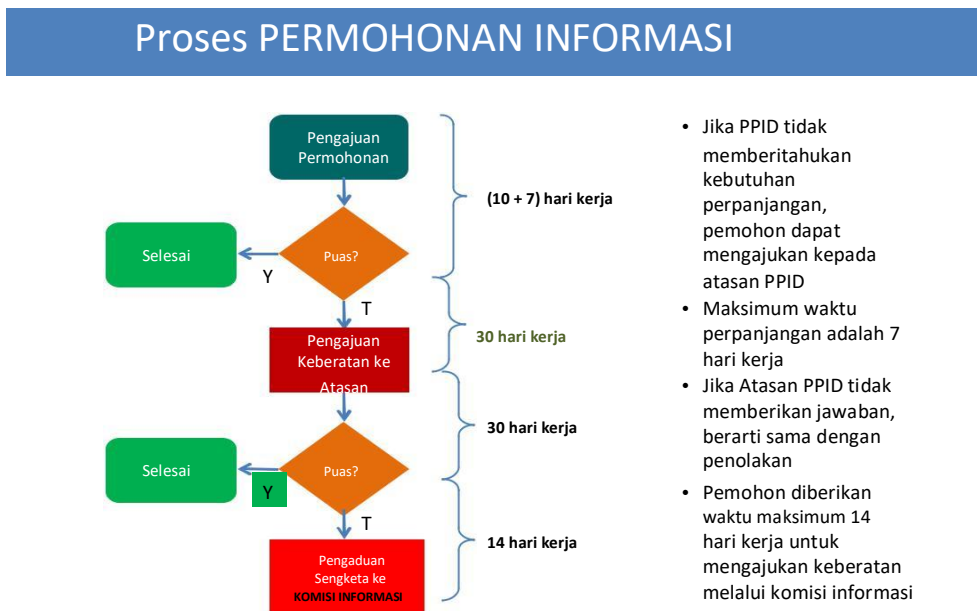 Proses PERMOHONAN INFORMASI
Pengajuan
Permohonan
(10 + 7) hari kerja
Selesai
Puas?
Y
T
30 hari kerja
Pengajuan
Keberatan ke
Atasan
30 hari kerja
Selesai
Puas?
Y
T
14 hari kerja
Pengaduan
Sengketa ke
KOMISI INFORMASI
• Jika PPID tidak
memberitahukan
kebutuhan
perpanjangan,
pemohon dapat
mengajukan kepada
atasan PPID
• Maksimum waktu
perpanjangan adalah 7
hari kerja
• Jika Atasan PPID tidak
memberikan jawaban,
berarti sama dengan
penolakan
• Pemohon diberikan
waktu maksimum 14
hari kerja untuk
mengajukan keberatan
melalui komisi informasi